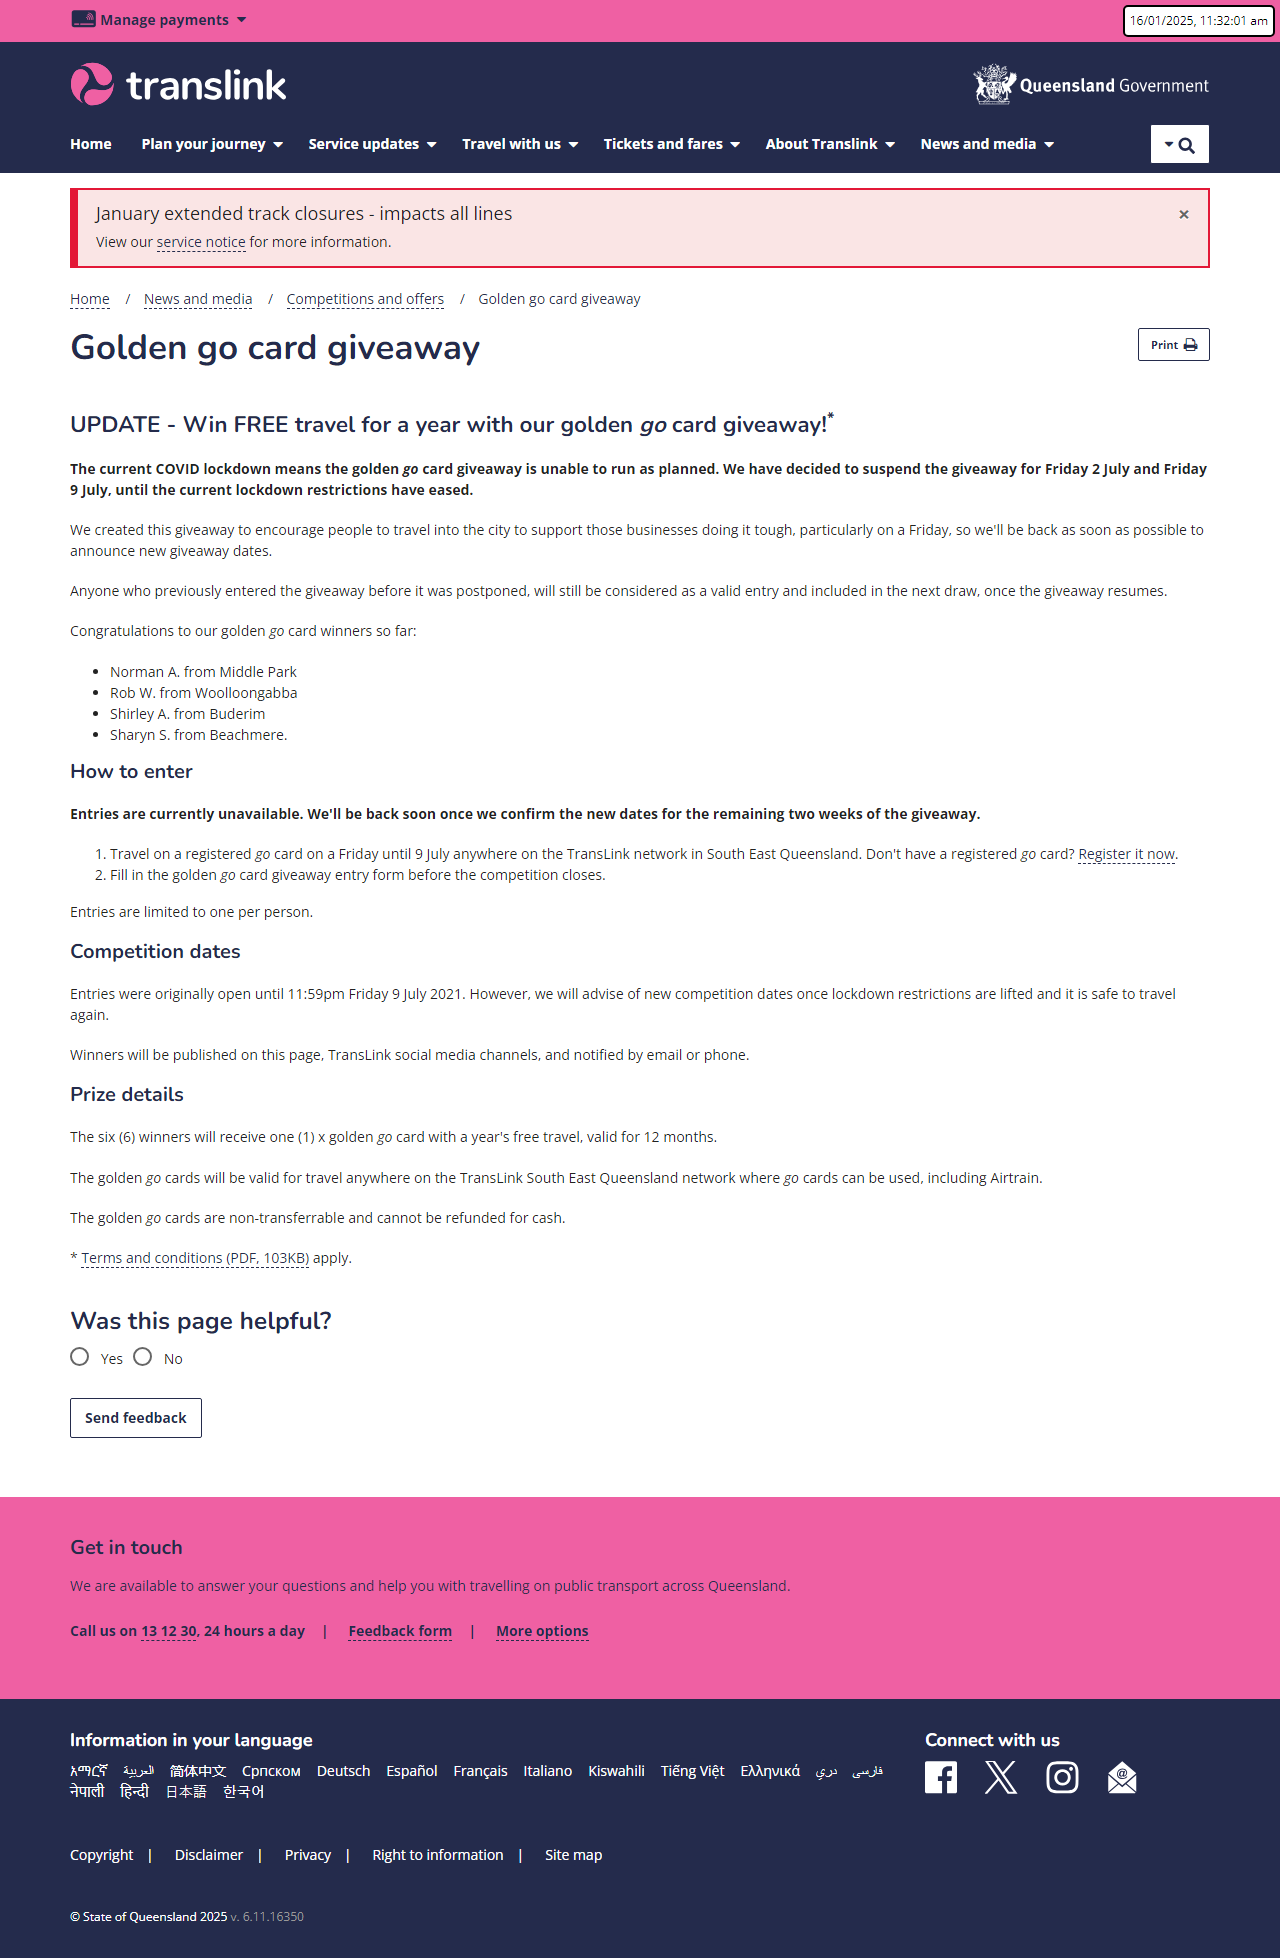 Manage payments
16/01/2025, 11:32:01 am
translink
Queensland Government
Home Plan your journey Service updates Travel with us Tickets and fares About Translink News and media
January extended track closures - impacts all lines ×
View our service notice for more information.
Home / News and media / Competitions and offers / Golden go card giveaway
Golden go card giveaway
Print
UPDATE - Win FREE travel for a year with our golden go card giveaway!*
The current COVID lockdown means the golden go card giveaway is unable to run as planned. We have decided to suspend the giveaway for Friday 2 July and Friday
9 July, until the current lockdown restrictions have eased.
We created this giveaway to encourage people to travel into the city to support those businesses doing it tough, particularly on a Friday, so we'll be back as soon as possible to
announce new giveaway dates.
Anyone who previously entered the giveaway before it was postponed, will still be considered as a valid entry and included in the next draw, once the giveaway resumes.
Congratulations to our golden go card winners so far:
• Norman A. from Middle Park
• Rob W. from Woolloongabba
• Shirley A. from Buderim
• Sharyn S. from Beachmere.
How to enter
Entries are currently unavailable. We'll be back soon once we confirm the new dates for the remaining two weeks of the giveaway.
1. Travel on a registered go card on a Friday until 9 July anywhere on the TransLink network in South East Queensland. Don't have a registered go card? Register it now.
2. Fill in the golden go card giveaway entry form before the competition closes.
Entries are limited to one per person.
Competition dates
Entries were originally open until 11:59pm Friday 9 July 2021. However, we will advise of new competition dates once lockdown restrictions are lifted and it is safe to travel
again.
Winners will be published on this page, TransLink social media channels, and notified by email or phone.
Prize details
The six (6) winners will receive one (1) x golden go card with a year's free travel, valid for 12 months.
The golden go cards will be valid for travel anywhere on the TransLink South East Queensland network where go cards can be used, including Airtrain.
The golden go cards are non-transferrable and cannot be refunded for cash.
* Terms and conditions (PDF, 103KB) apply.
Was this page helpful?
Yes No
Send feedback
Get in touch
We are available to answer your questions and help you with travelling on public transport across Queensland.
Call us on 13 12 30, 24 hours a day | Feedback form | More options
Information in your language
አማርኛ العربية 简体中文 Српском Deutsch Español Français Italiano Kiswahili Tiếng Việt Ελληνικά دري فارسی
नेपाली हिन्दी 日本語 한국어
Connect with us
Copyright | Disclaimer | Privacy | Right to information | Site map
© State of Queensland 2025 v. 6.11.16350